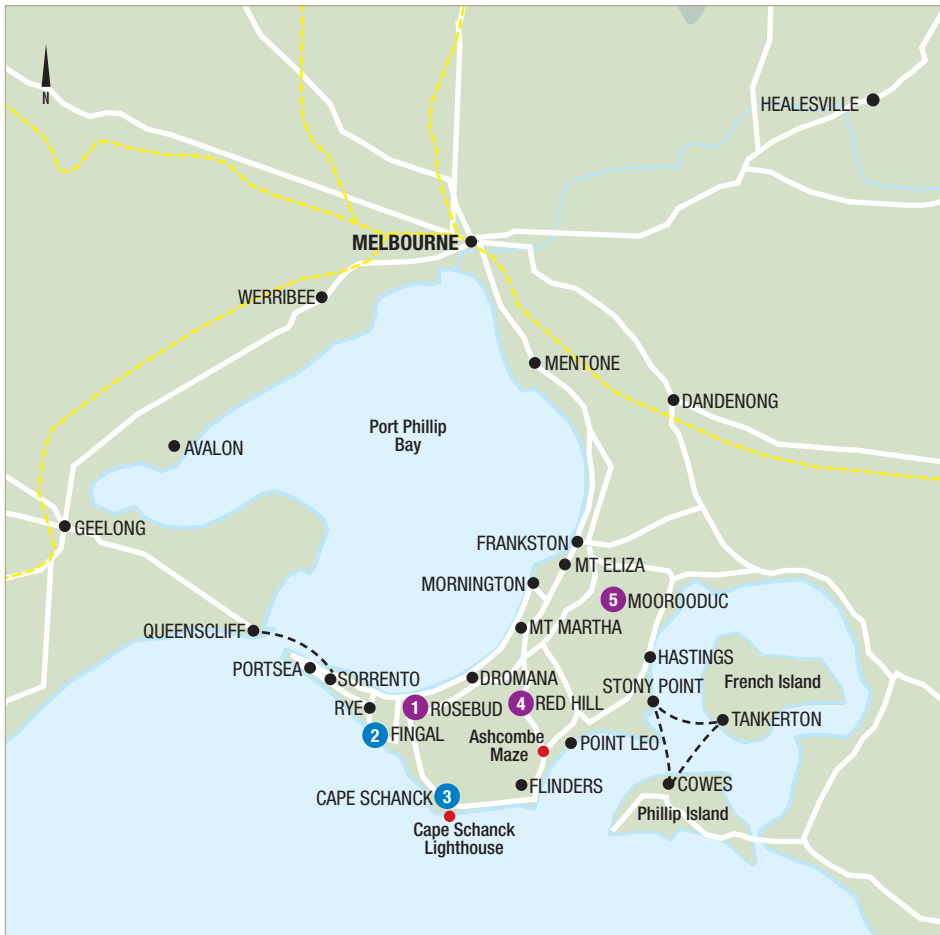 N
HEALESVILLE
MELBOURNE
WERRIBEE
MENTONE
DANDENONG
Port Phillip
Bay
AVALON
GEELONG
FRANKSTON
MT ELIZA
MORNINGTON
5 MOOROODUC
QUEENSCLIFF
MT MARTHA
PORTSEA
SORRENTO
DROMANA
HASTINGS
STONY POINT
French Island
RYE
1 ROSEBUD
4 RED HILL
TANKERTON
2 FINGAL
Ashcombe
Maze
POINT LEO
CAPE SCHANCK 3
FLINDERS
COWES
Phillip Island
Cape Schanck
Lighthouse